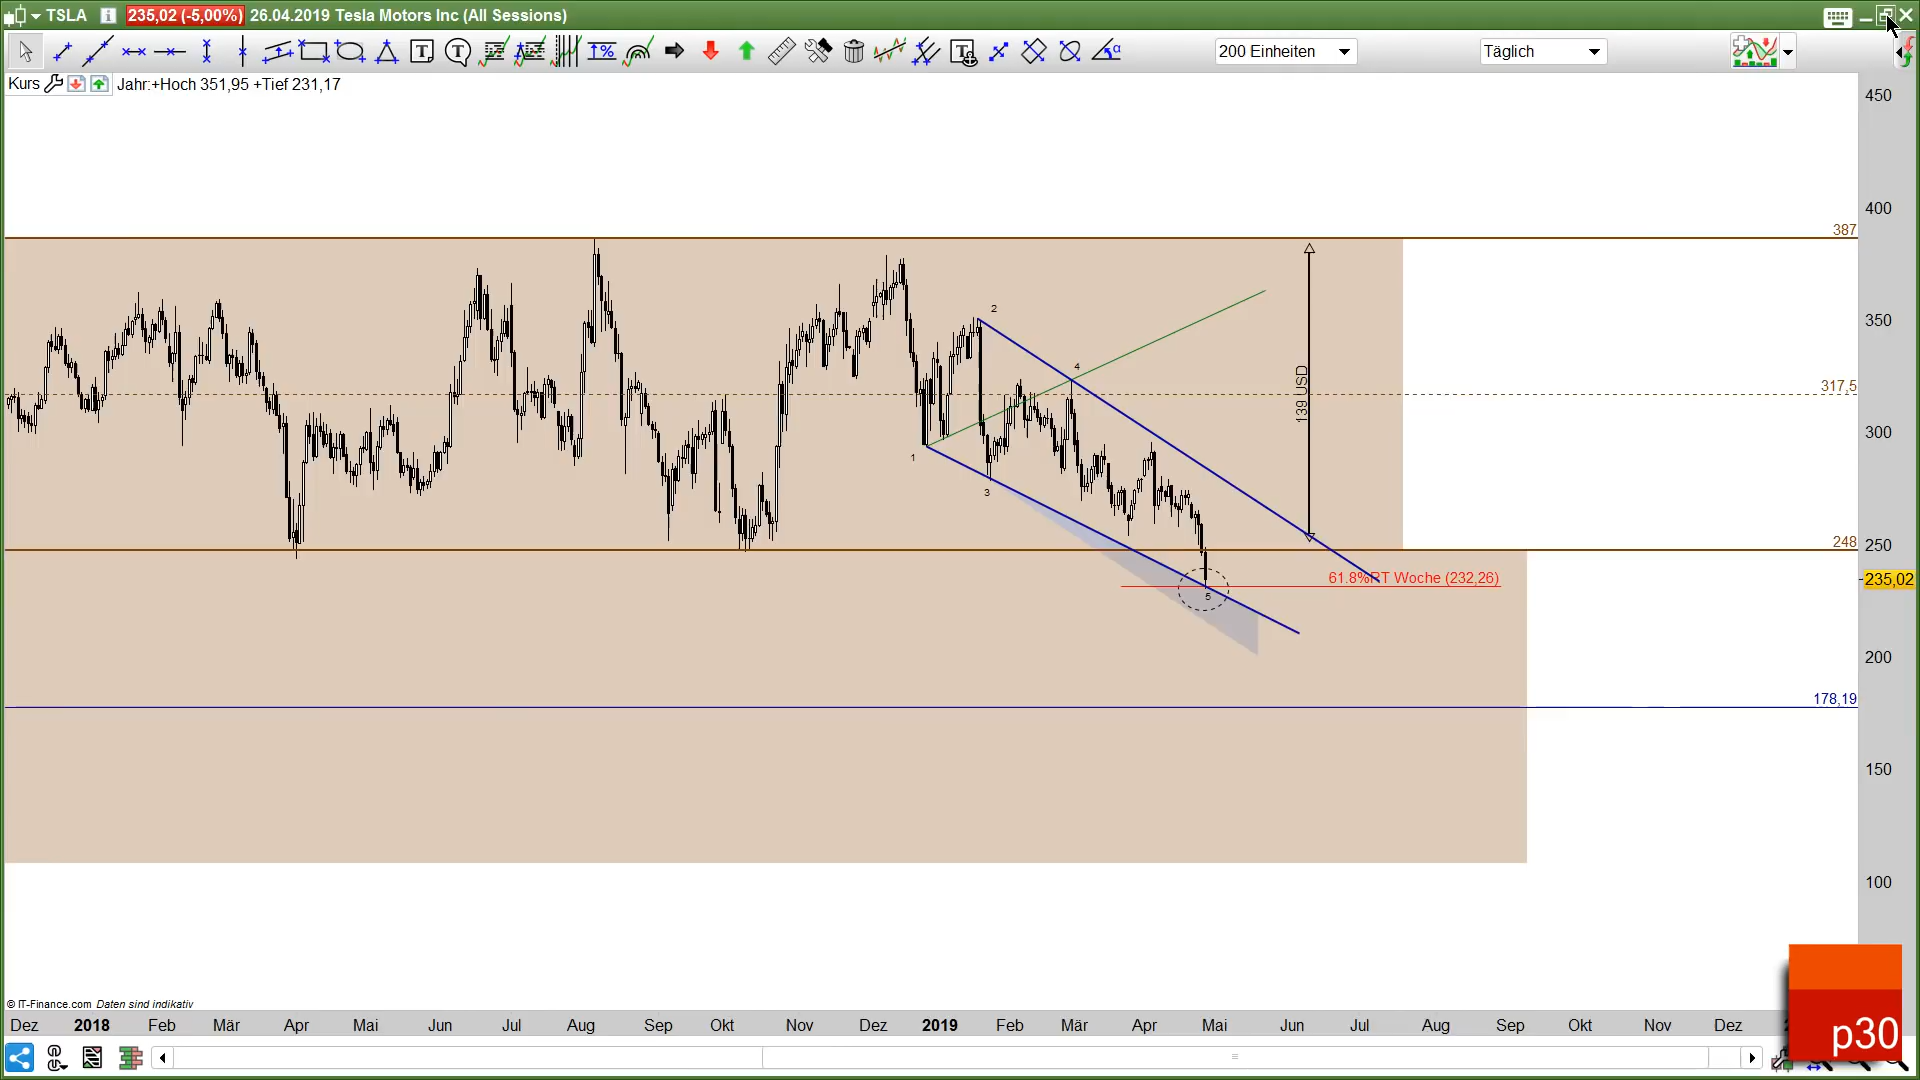 TSLA 235,02 (-5,00%) 26.04.2019 Tesla Motors Inc (All Sessions)
200 Einheiten
Täglich
Kurs Jahr:+Hoch 351,95 +Tief 231,17
450
400
387
350
317,5
300
250
248
235,02
200
178,19
150
100
139 USD
2
4
1
3
5
61.8%RT Woche (232,26)
© IT-Finance.com Daten sind indikativ
Dez 2018 Feb Mär Apr Mai Jun Jul Aug Sep Okt Nov Dez 2019 Feb Mär Apr Mai Jun Jul Aug Sep Okt Nov Dez
p30